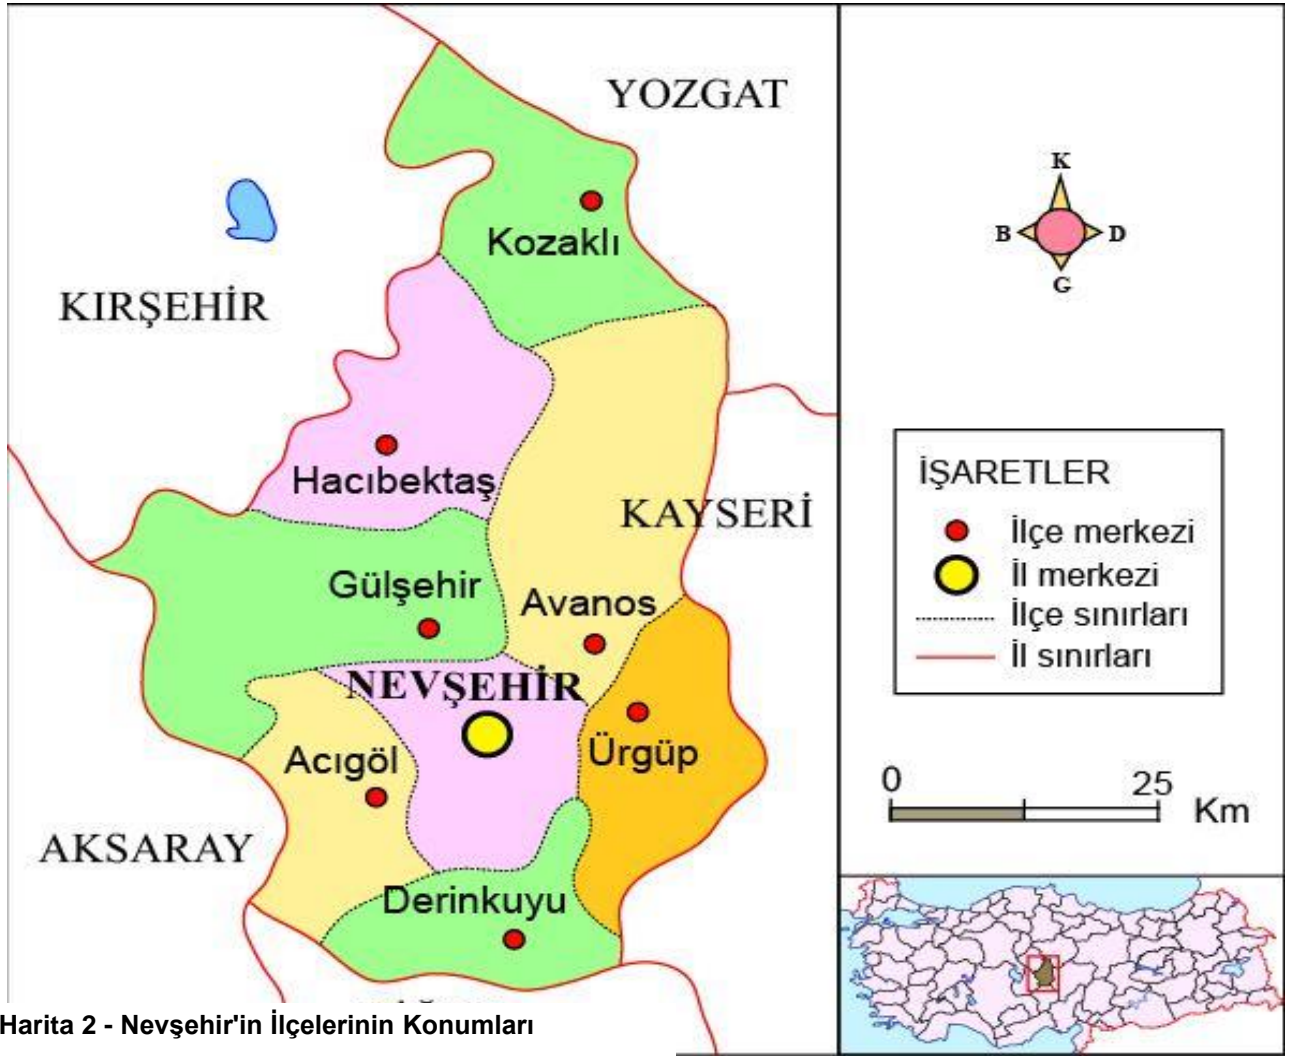 YOZGAT
Kozaklı
KIRŞEHİR
Hacıbektaş
KAYSERİ
Gülşehir
Avanos
NEVŞEHİR
Ürgüp
Acıgöl
AKSARAY
Derinkuyu
Harita 2 - Nevşehir'in İlçelerinin Konumları
K
B
D
G
İŞARETLER
İlçe merkezi
İl merkezi
İlçe sınırları
İl sınırları
0
25
Km